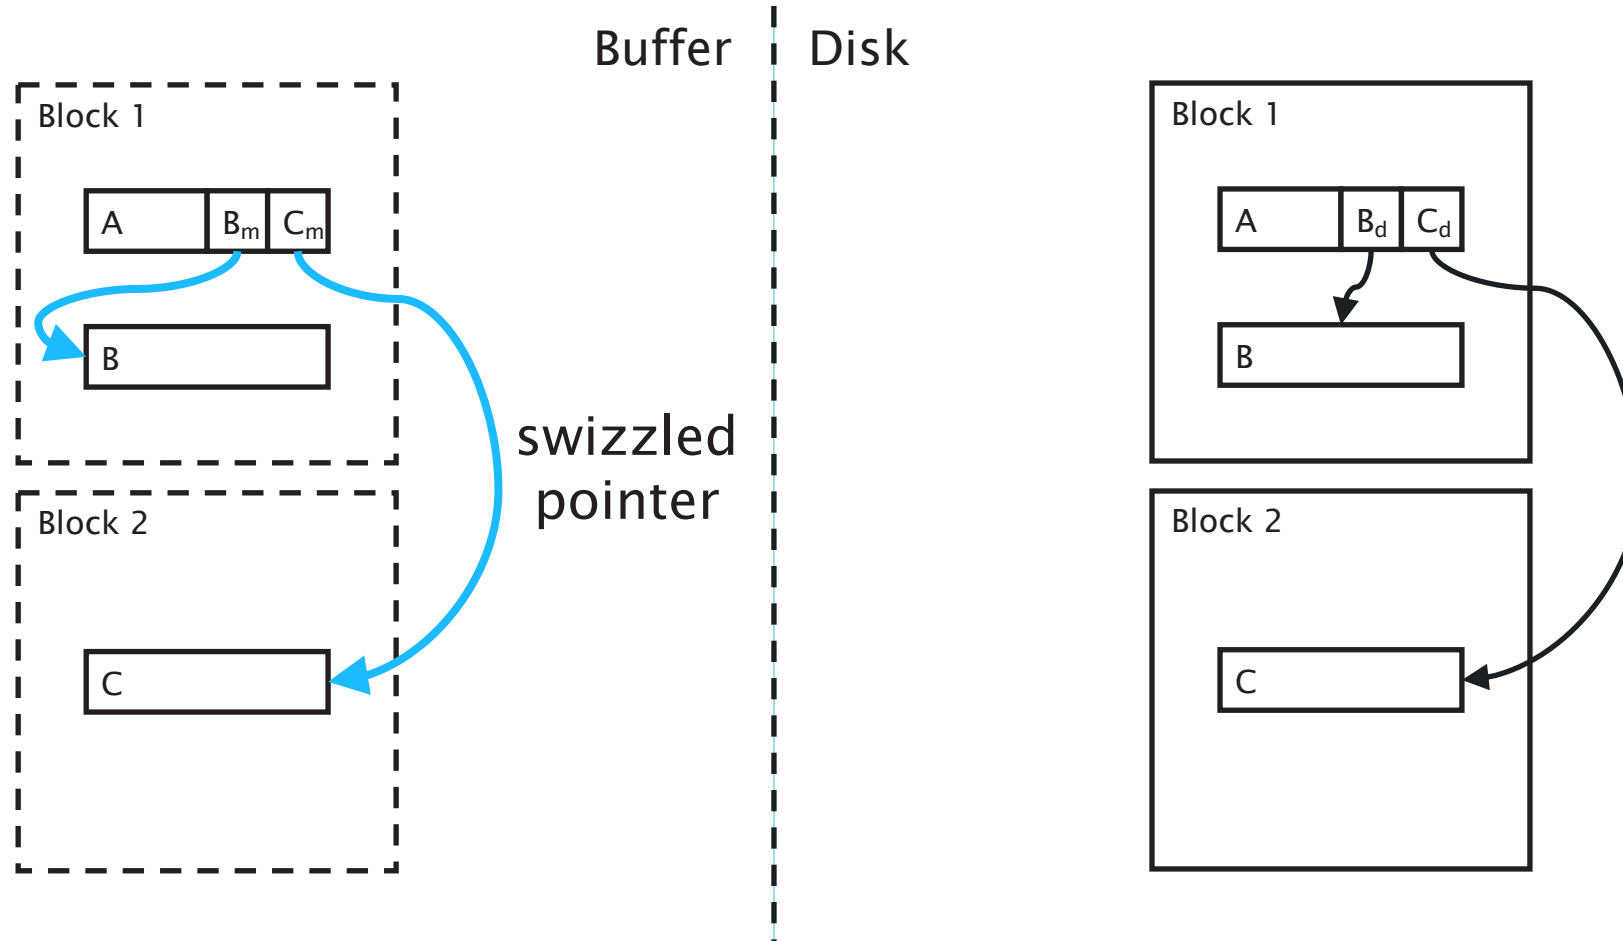 Buffer
Disk
Block 1
A
Bm
Cm
B
swizzled
pointer
Block 2
C
Block 1
A
Bd
Cd
B
Block 2
C